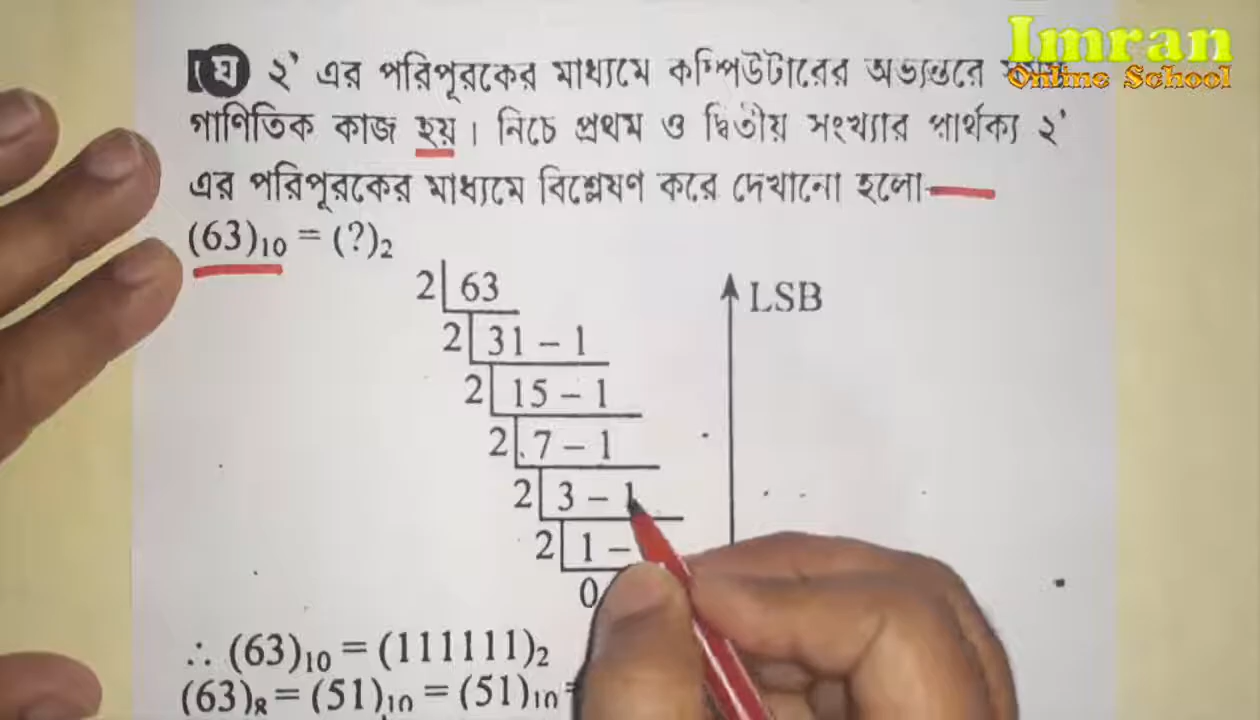 Imran
Online School
ঘ ২' এর পরিপূরকের মাধ্যমে কম্পিউটারের অভ্যন্তরে
গাণিতিক কাজ হয়। নিচে প্রথম ও দ্বিতীয় সংখ্যার পার্থক্য ২'
এর পরিপূরকের মাধ্যমে বিশ্লেষণ করে দেখানো হলো-
(63)₁₀ = (?)₂
2 63
2 31 – 1
LSB
2 15 – 1
2 7 – 1
2 3 – 1
2 1 –
0
∴ (63)₁₀ = (111111)₂
(63)₈ = (51)₁₀ = (51)₁₀ =